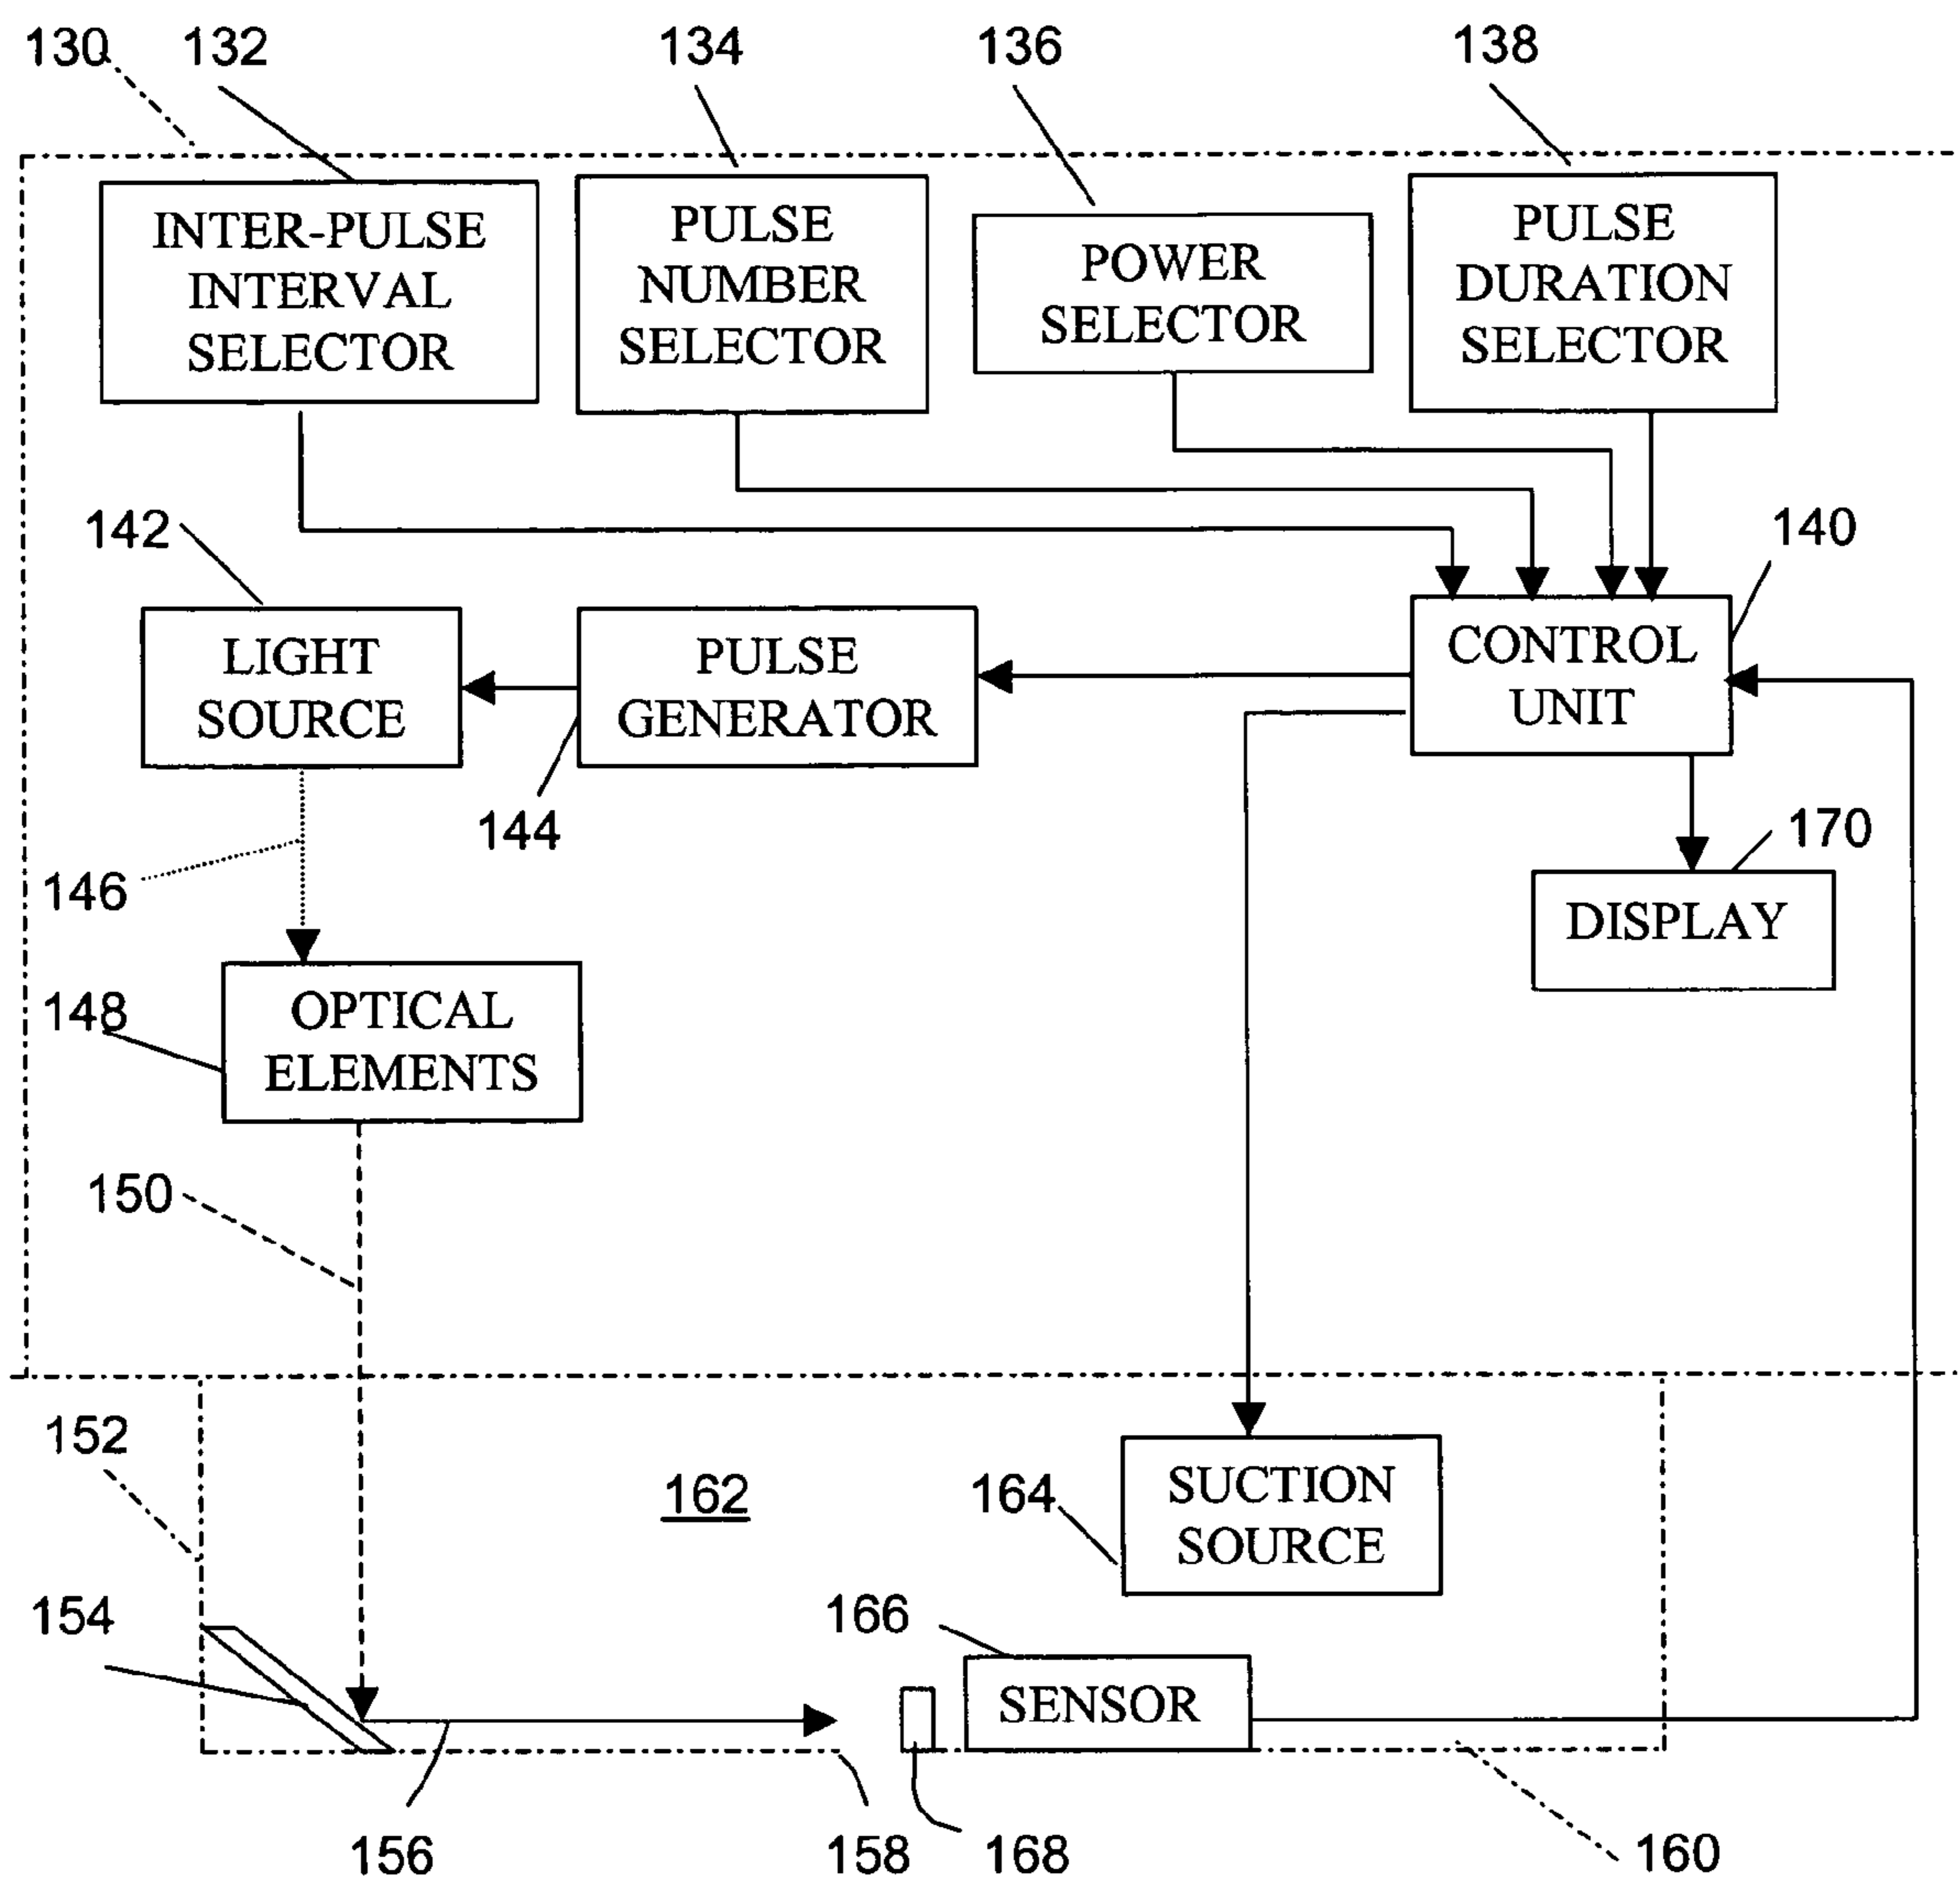 130
132
134
136
138
INTER-PULSE
INTERVAL
SELECTOR
PULSE
NUMBER
SELECTOR
POWER
SELECTOR
PULSE
DURATION
SELECTOR
142
140
LIGHT
SOURCE
PULSE
GENERATOR
CONTROL
UNIT
144
146
170
DISPLAY
148
OPTICAL
ELEMENTS
150
152
162
164
SUCTION
SOURCE
154
166
SENSOR
156
158
168
160